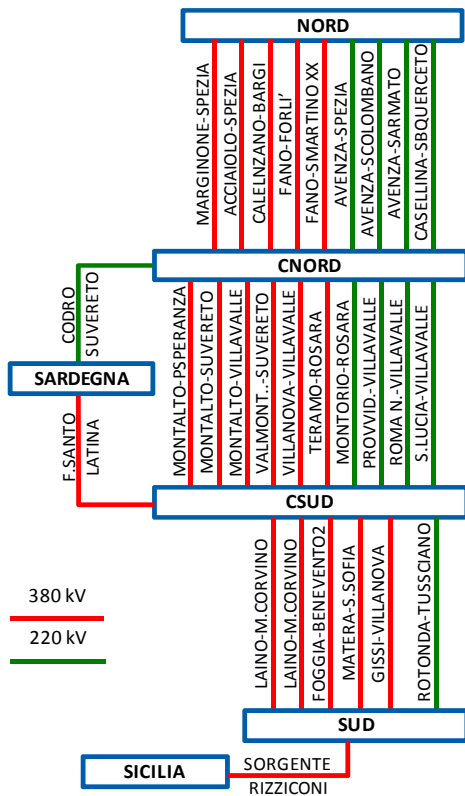 NORD
MARGINONE-SPEZIA
ACCIAIOLO-SPEZIA
CALELNZANO-BARGI
FANO-FORLI’
FANO-SMARTINO XX
AVENZA-SPEZIA
AVENZA-SCOLOMBANO
AVENZA-SARMATO
CASELLINA-SBQUERCETO
CNORD
CODRO
SUVERETO
SARDEGNA
F.SANTO
LATINA
MONTALTO-PSPERANZA
MONTALTO-SUVERETO
MONTALTO-VILLAVALLE
VALMONT..-SUVERETO
VILLANOVA-VILLAVALLE
TERAMO-ROSARA
MONTORIO-ROSARA
PROVVID.-VILLAVALLE
ROMA N.-VILLAVALLE
S.LUCIA-VILLAVALLE
CSUD
380 kV
220 kV
LAINO-M.CORVINO
LAINO-M.CORVINO
FOGGIA-BENEVENTO2
MATERA-S.SOFIA
GISSI-VILLANOVA
ROTONDA-TUSSCIANO
SUD
SICILIA
SORGENTE
RIZZICONI